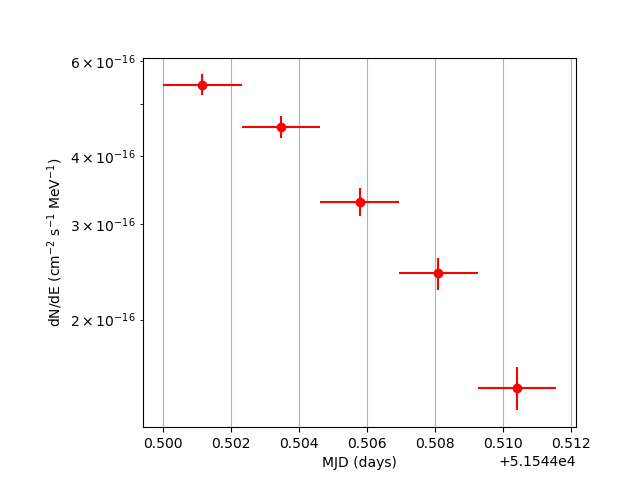 6 × 10⁻¹⁶
4 × 10⁻¹⁶
3 × 10⁻¹⁶
2 × 10⁻¹⁶
dN/dE (cm⁻² s⁻¹ MeV⁻¹)
0.500 0.502 0.504 0.506 0.508 0.510 0.512
MJD (days)
+5.1544e4